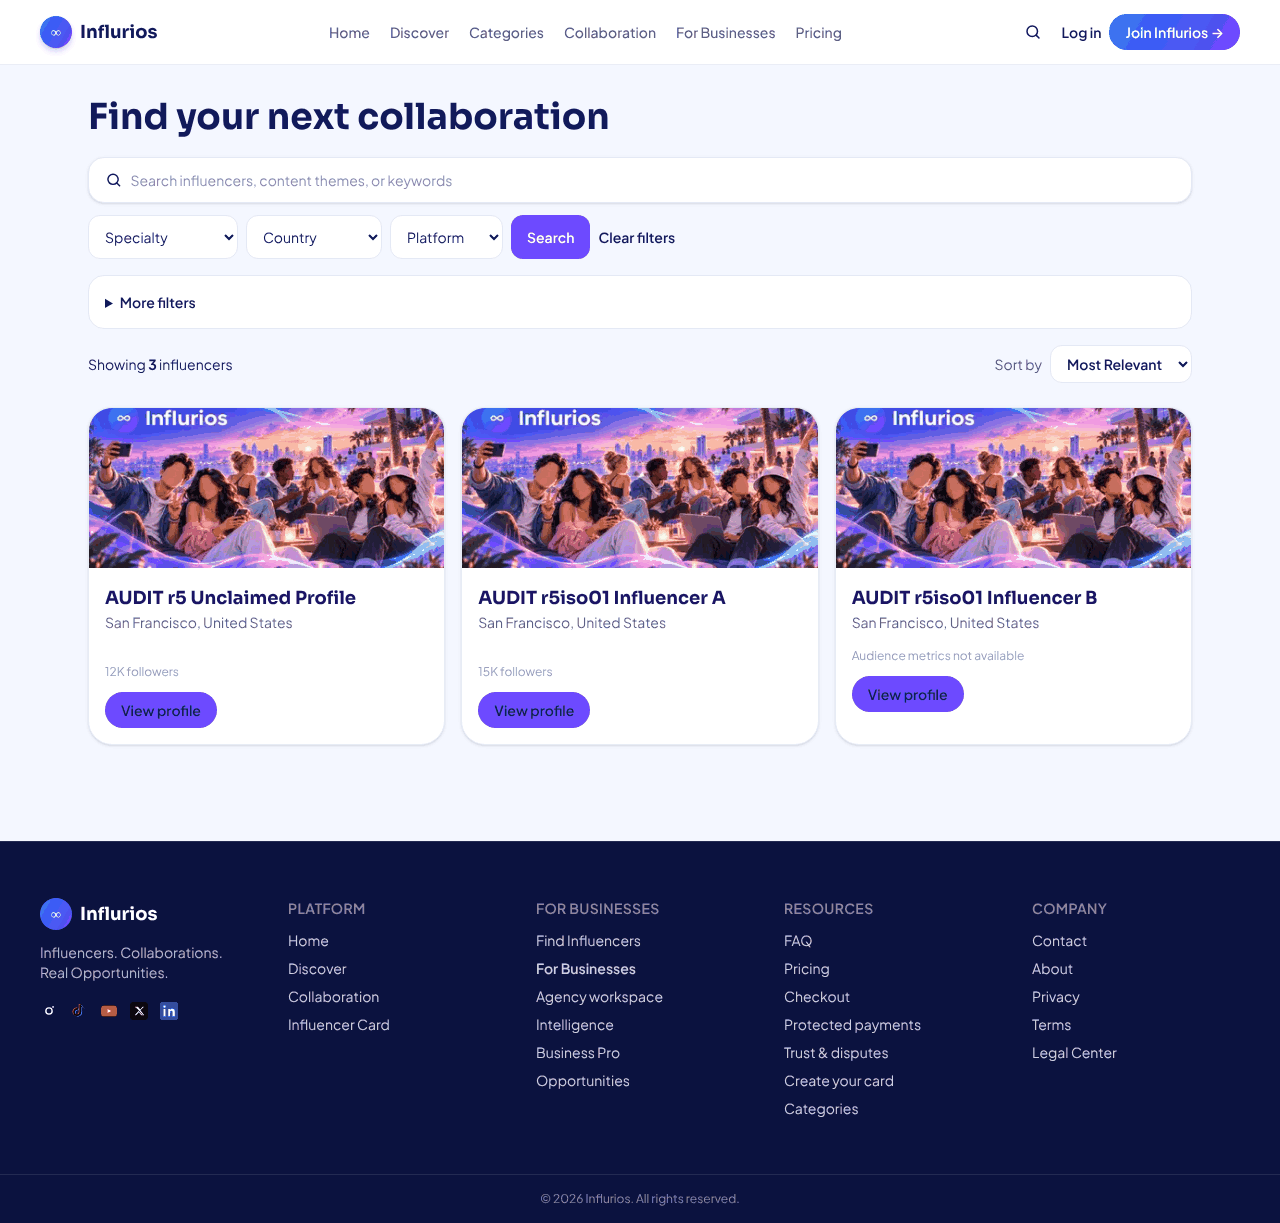 ∞ Influrios
Home Discover Categories Collaboration For Businesses Pricing
Log in Join Influrios →
Find your next collaboration
Search influencers, content themes, or keywords
Specialty Country Platform Search Clear filters
More filters
Showing 3 influencers
Sort by Most Relevant
∞ Influrios
∞ Influrios
∞ Influrios
AUDIT r5 Unclaimed Profile
San Francisco, United States
12K followers
View profile
AUDIT r5iso01 Influencer A
San Francisco, United States
15K followers
View profile
AUDIT r5iso01 Influencer B
San Francisco, United States
Audience metrics not available
View profile
∞ Influrios
Influencers. Collaborations.
Real Opportunities.
PLATFORM
Home
Discover
Collaboration
Influencer Card
FOR BUSINESSES
Find Influencers
For Businesses
Agency workspace
Intelligence
Business Pro
Opportunities
RESOURCES
FAQ
Pricing
Checkout
Protected payments
Trust & disputes
Create your card
Categories
COMPANY
Contact
About
Privacy
Terms
Legal Center
© 2026 Influrios. All rights reserved.